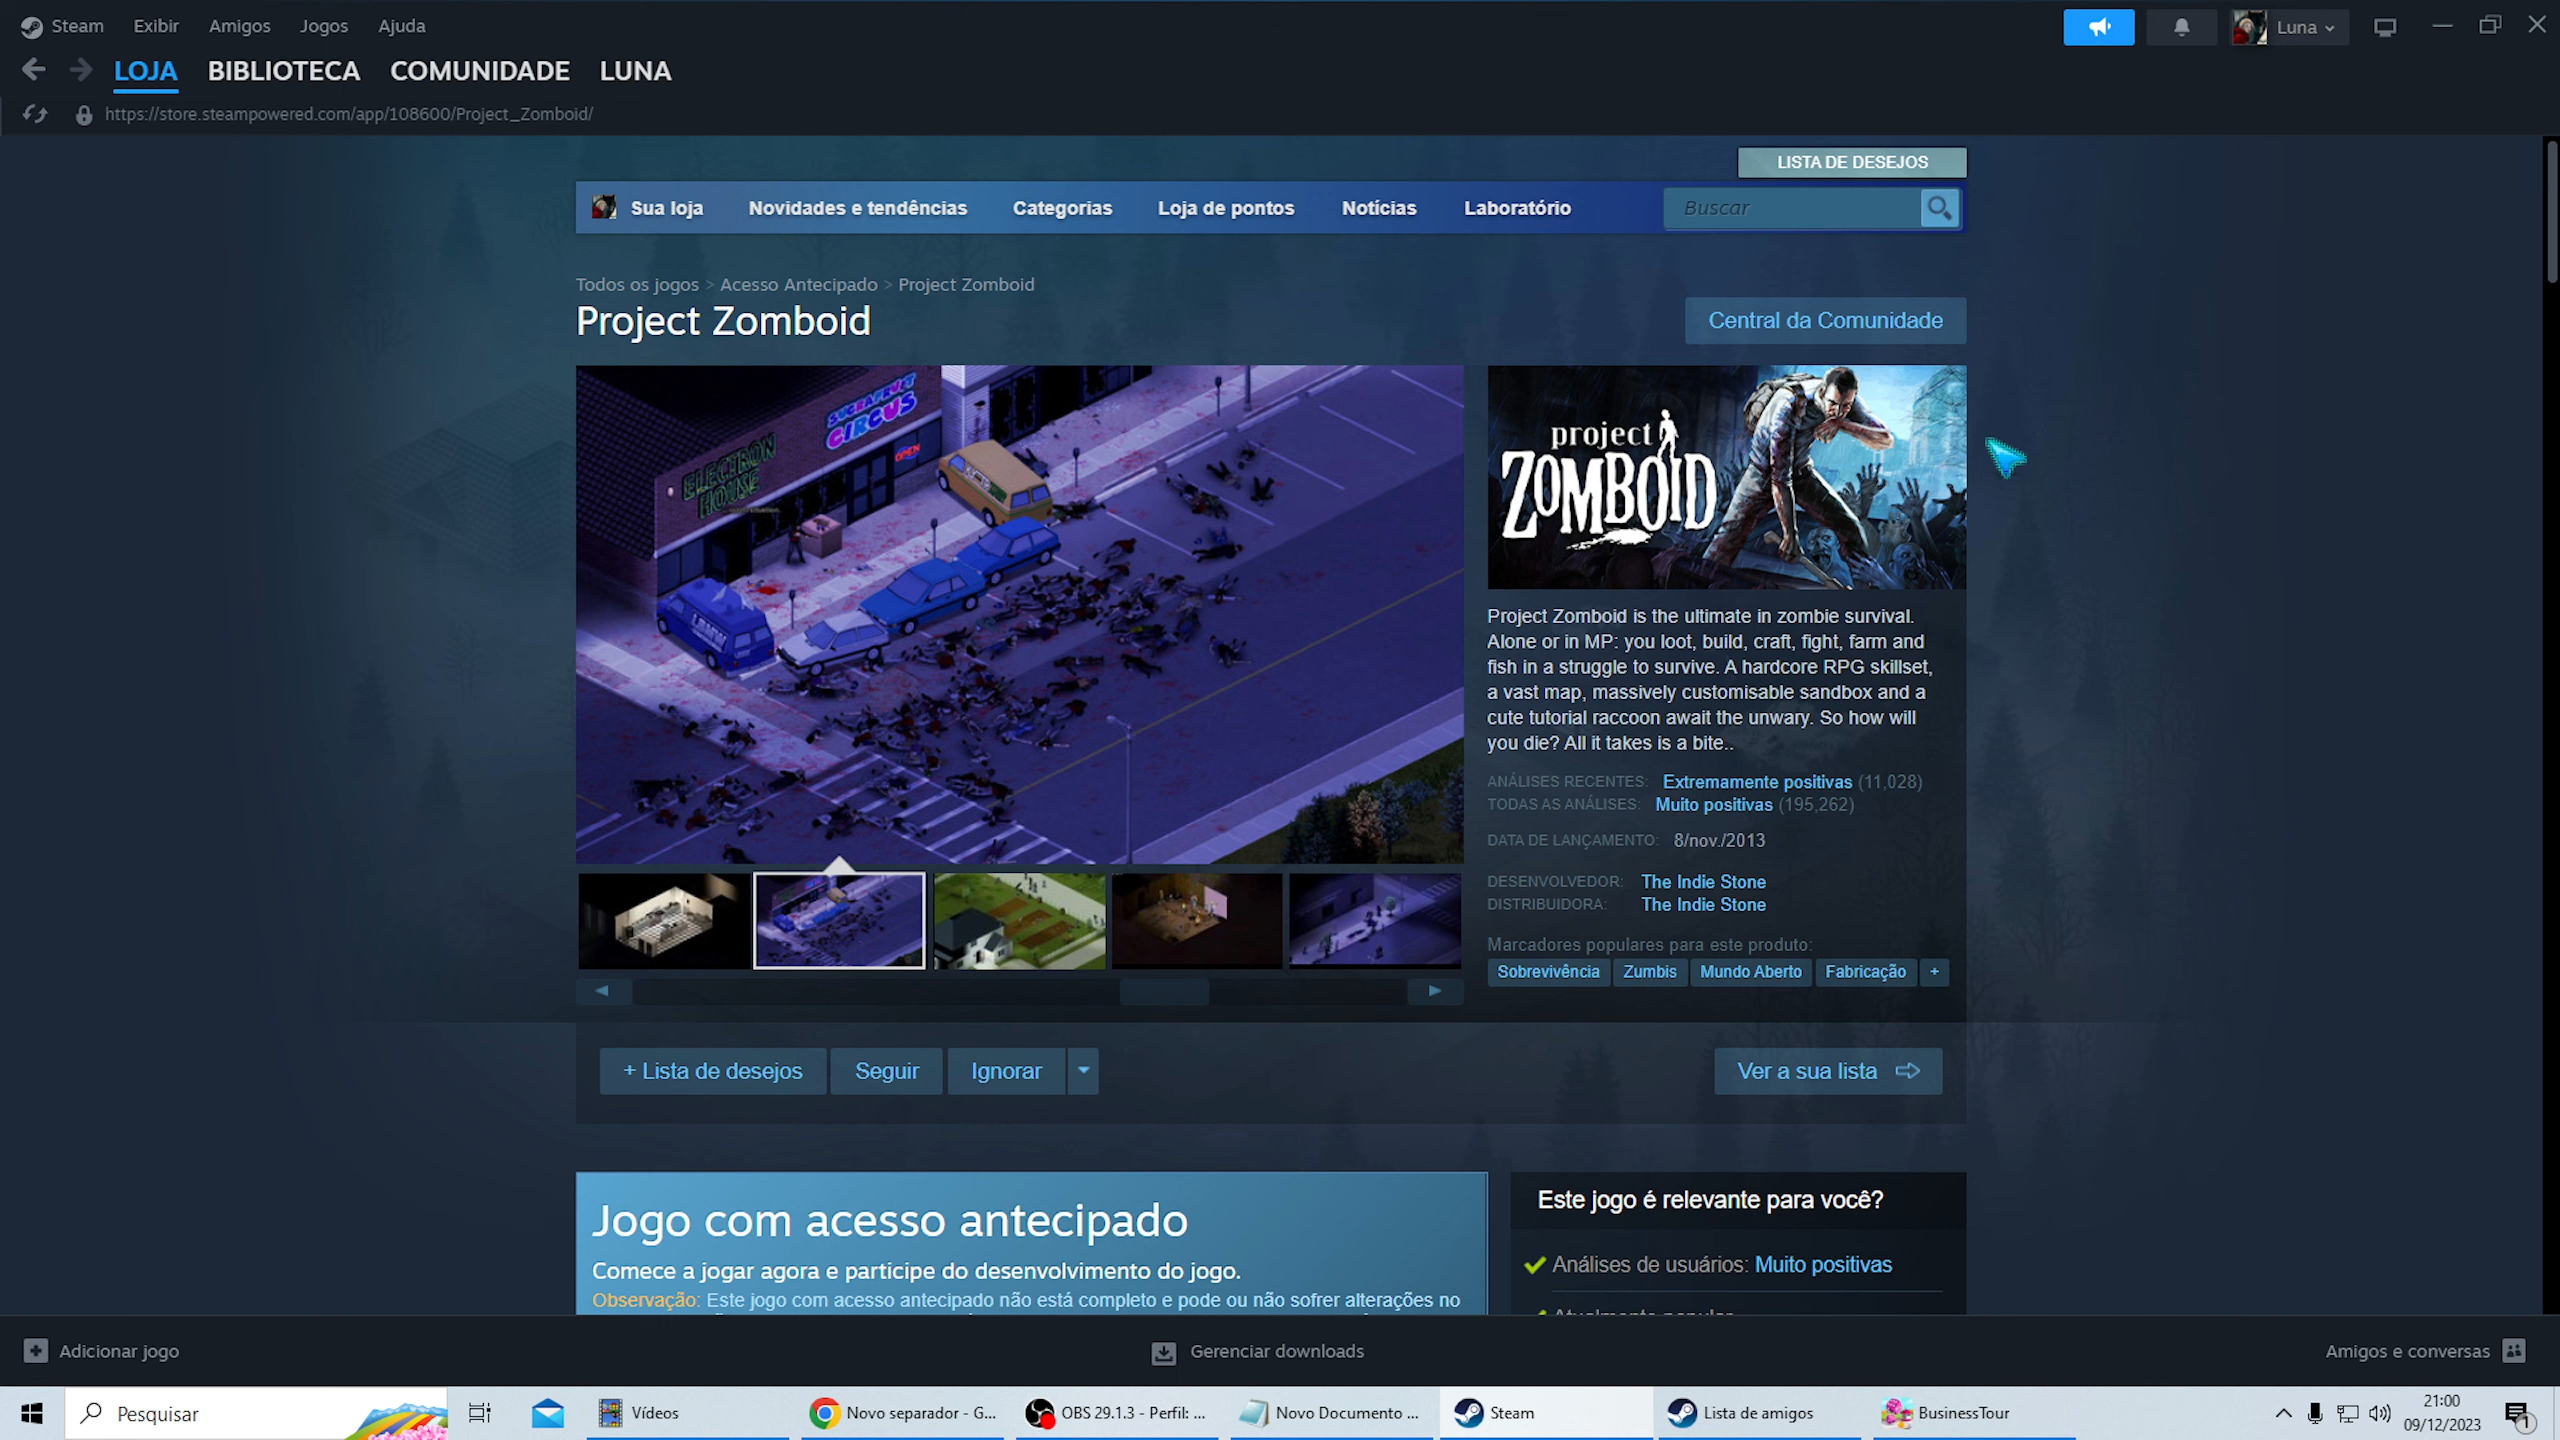 Steam Exibir Amigos Jogos Ajuda Luna
LOJA BIBLIOTECA COMUNIDADE LUNA
https://store.steampowered.com/app/108600/Project_Zomboid/
LISTA DE DESEJOS
Sua loja Novidades e tendências Categorias Loja de pontos Notícias Laboratório Buscar
Todos os jogos > Acesso Antecipado > Project Zomboid
Project Zomboid
Central da Comunidade
CIRCUS
OPEN
ELECTRON
HOUSE
project
ZOMBOID
Project Zomboid is the ultimate in zombie survival.
Alone or in MP: you loot, build, craft, fight, farm and
fish in a struggle to survive. A hardcore RPG skillset,
a vast map, massively customisable sandbox and a
cute tutorial raccoon await the unwary. So how will
you die? All it takes is a bite..
ANÁLISES RECENTES: Extremamente positivas (11,028)
TODAS AS ANÁLISES: Muito positivas (195,262)
DATA DE LANÇAMENTO: 8/nov./2013
DESENVOLVEDOR: The Indie Stone
DISTRIBUIDORA: The Indie Stone
Marcadores populares para este produto:
Sobrevivência Zumbis Mundo Aberto Fabricação +
+ Lista de desejos Seguir Ignorar Ver a sua lista
Jogo com acesso antecipado
Comece a jogar agora e participe do desenvolvimento do jogo.
Observação: Este jogo com acesso antecipado não está completo e pode ou não sofrer alterações no
Este jogo é relevante para você?
Análises de usuários: Muito positivas
Adicionar jogo Gerenciar downloads Amigos e conversas
Pesquisar Vídeos Novo separador - G... OBS 29.1.3 - Perfil: ... Novo Documento ... Steam Lista de amigos BusinessTour 21:00
09/12/2023
1